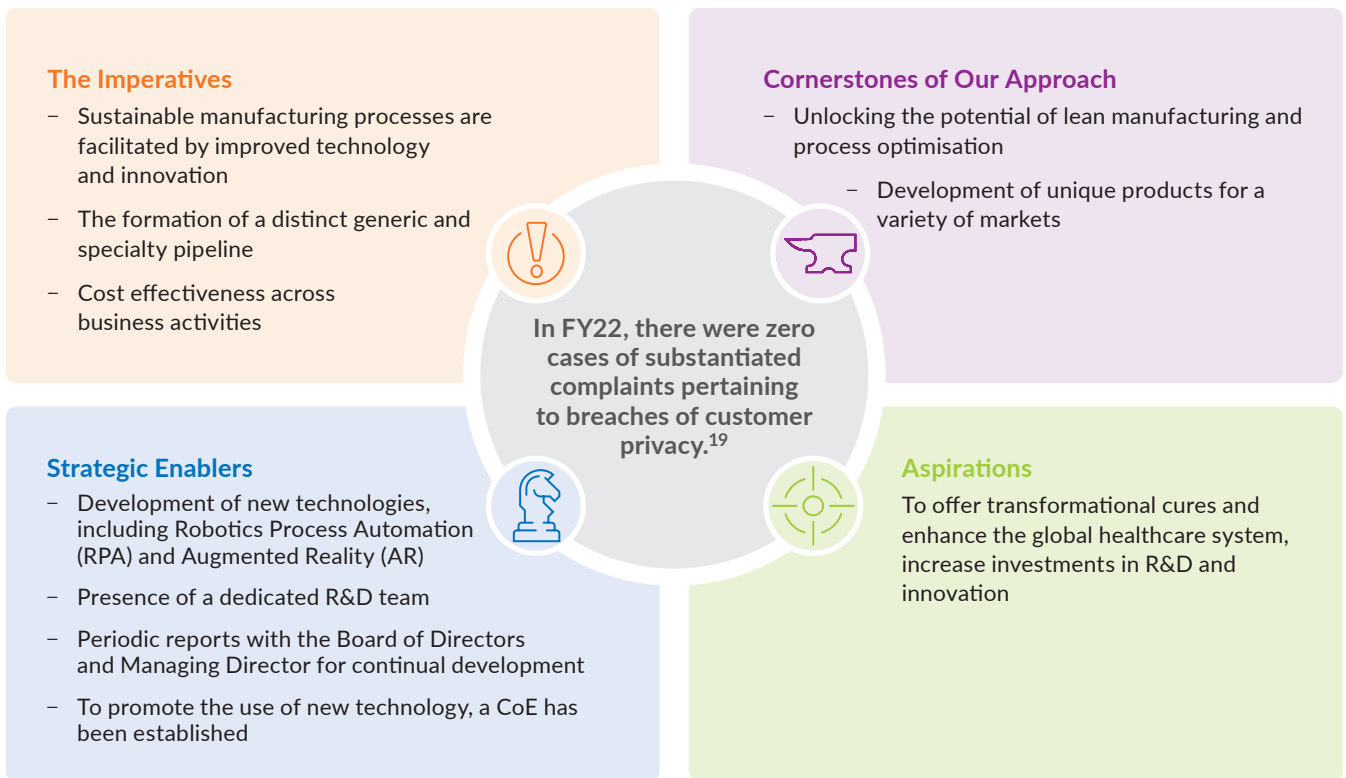 The Imperatives
– Sustainable manufacturing processes are
facilitated by improved technology
and innovation
– The formation of a distinct generic and
specialty pipeline
– Cost effectiveness across
business activities
Cornerstones of Our Approach
– Unlocking the potential of lean manufacturing and
process optimisation
– Development of unique products for a
variety of markets
In FY22, there were zero
cases of substantiated
complaints pertaining
to breaches of customer
privacy.19
Strategic Enablers
– Development of new technologies,
including Robotics Process Automation
(RPA) and Augmented Reality (AR)
– Presence of a dedicated R&D team
– Periodic reports with the Board of Directors
and Managing Director for continual development
– To promote the use of new technology, a CoE has
been established
Aspirations
To offer transformational cures and
enhance the global healthcare system,
increase investments in R&D and
innovation